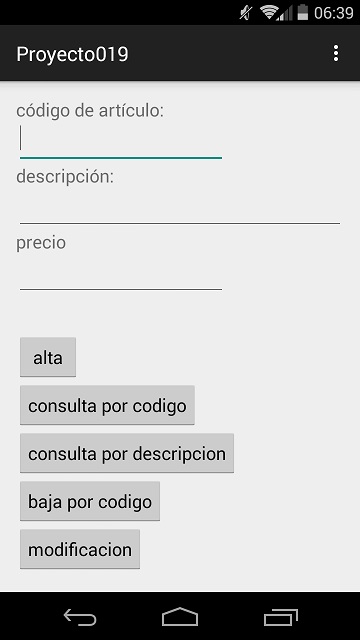 06:39
Proyecto019
código de artículo:
descripción:
precio
alta
consulta por codigo
consulta por descripcion
baja por codigo
modificacion